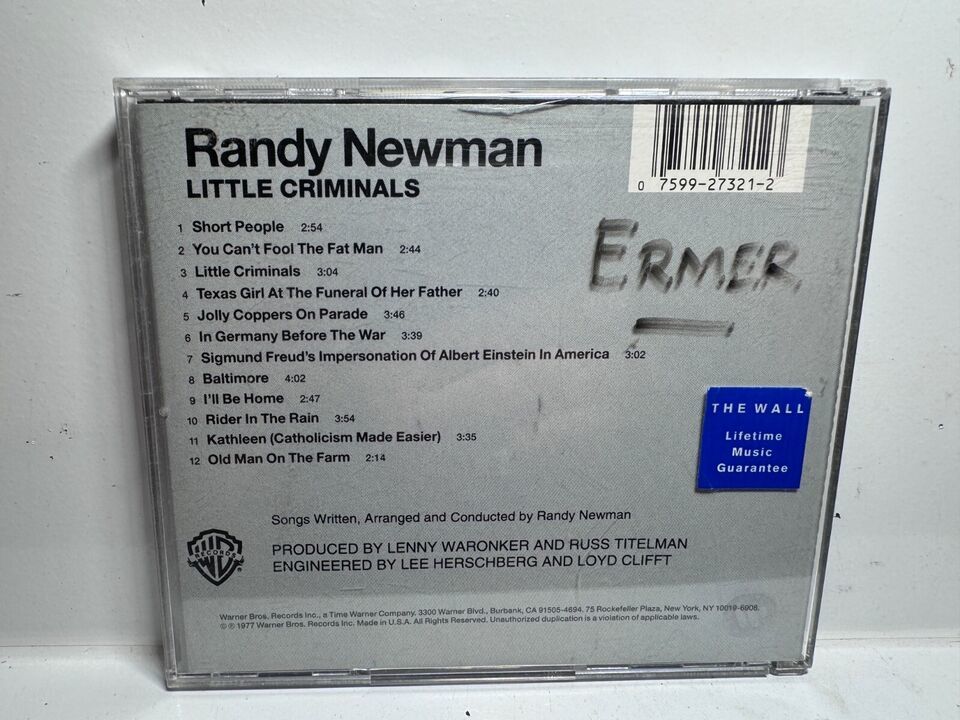 Randy Newman
LITTLE CRIMINALS
0 7599-27321-2
1 Short People 2:54
2 You Can't Fool The Fat Man 2:44
3 Little Criminals 3:04
4 Texas Girl At The Funeral Of Her Father 2:40
5 Jolly Coppers On Parade 3:46
6 In Germany Before The War 3:39
7 Sigmund Freud's Impersonation Of Albert Einstein In America 3:02
8 Baltimore 4:02
9 I'll Be Home 2:47
10 Rider In The Rain 3:54
11 Kathleen (Catholicism Made Easier) 3:35
12 Old Man On The Farm 2:14
ERMER
THE WALL
Lifetime
Music
Guarantee
Songs Written, Arranged and Conducted by Randy Newman
PRODUCED BY LENNY WARONKER AND RUSS TITELMAN
ENGINEERED BY LEE HERSCHBERG AND LOYD CLIFFT
WB
RECORDS
Warner Bros. Records Inc., a Time Warner Company. 3300 Warner Blvd., Burbank, CA 91505-4694. 75 Rockefeller Plaza, New York, NY 10019-6908.
© ℗ 1977 Warner Bros. Records Inc. Made in U.S.A. All Rights Reserved. Unauthorized duplication is a violation of applicable laws.